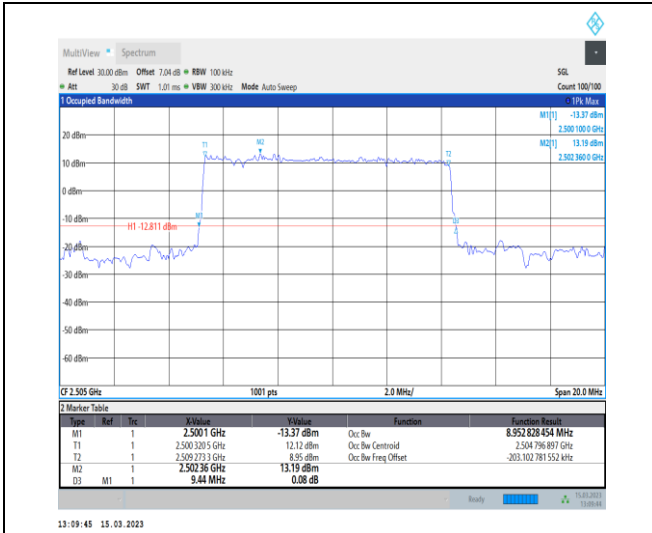 MultiView Spectrum
Ref Level 30.00 dBm Offset 7.04 dB RBW 100 kHz SGL
Att 30 dB SWT 1.01 ms VBW 300 kHz Mode Auto Sweep Count 100/100
1 Occupied Bandwidth 1Pk Max
M1[1] -13.37 dBm
2.500 100 0 GHz
M2[1] 13.19 dBm
2.502 360 0 GHz
20 dBm
T1 M2 T2
10 dBm
0 dBm
-10 dBm
M1
H1 -12.811 dBm
-20 dBm
-30 dBm
-40 dBm
-50 dBm
-60 dBm
CF 2.505 GHz 1001 pts 2.0 MHz/ Span 20.0 MHz
2 Marker Table
Type Ref Trc X-Value Y-Value Function Function Result
M1 1 2.5001 GHz -13.37 dBm Occ Bw 8.952 828 454 MHz
T1 1 2.500 320 5 GHz 12.12 dBm Occ Bw Centroid 2.504 796 897 GHz
T2 1 2.509 273 3 GHz 8.95 dBm Occ Bw Freq Offset -203.102 781 552 kHz
M2 1 2.502 36 GHz 13.19 dBm
D3 M1 1 9.44 MHz 0.08 dB
Ready 15.03.2023
13:09:44
13:09:45 15.03.2023